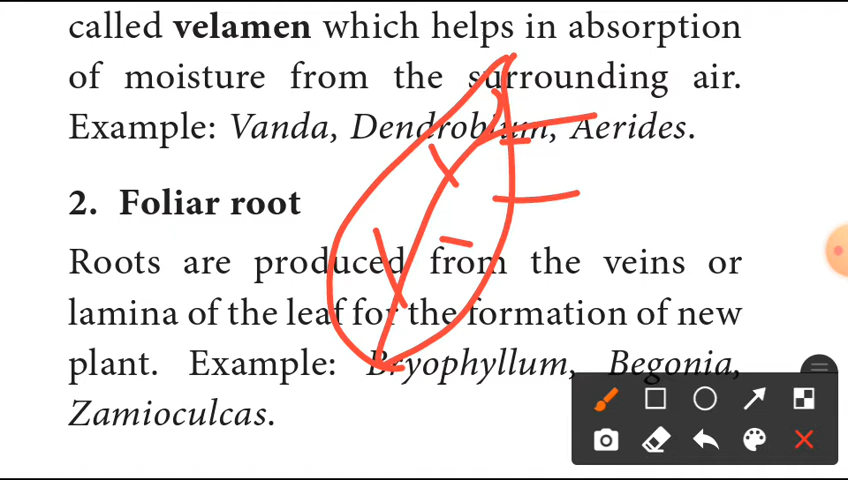 called velamen which helps in absorption
of moisture from the surrounding air.
Example: Vanda, Dendrobium, Aerides.
2. Foliar root
Roots are produced from the veins or
lamina of the leaf for the formation of new
plant. Example: Bryophyllum, Begonia,
Zamioculcas.